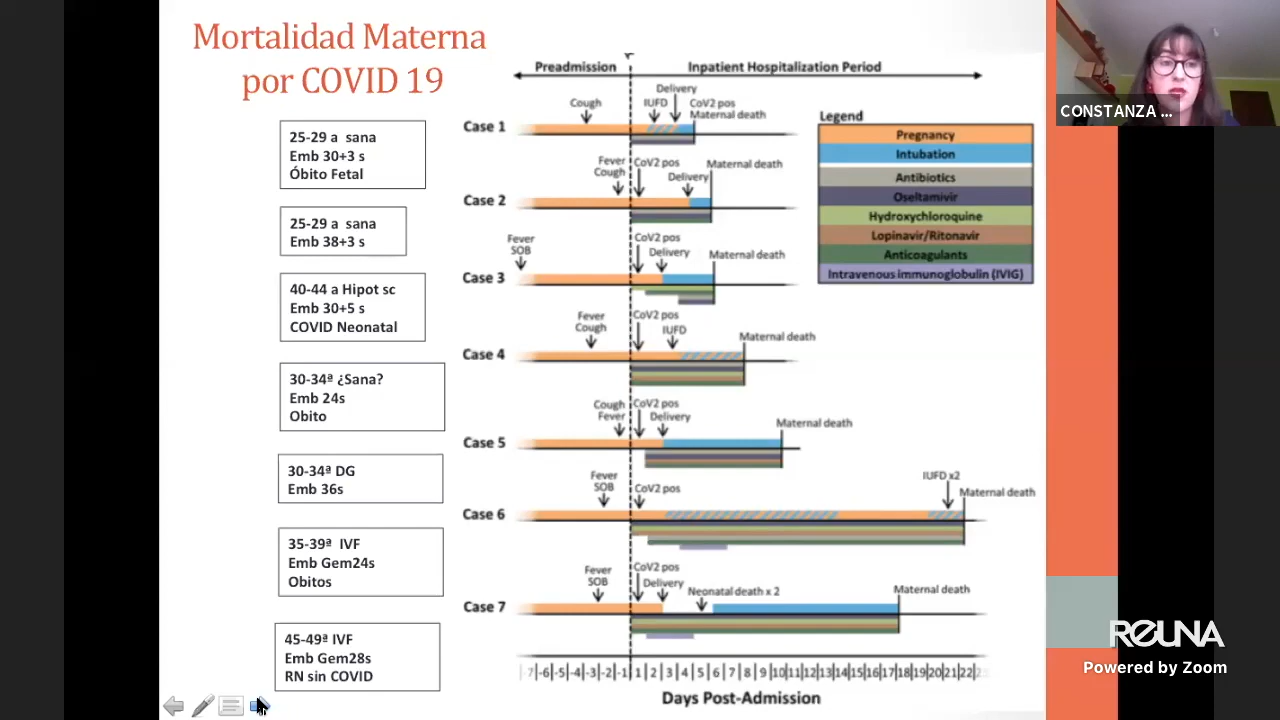 Mortalidad Materna
por COVID 19
25-29 a sana
Emb 30+3 s
Óbito Fetal
25-29 a sana
Emb 38+3 s
40-44 a Hipot sc
Emb 30+5 s
COVID Neonatal
30-34ª ¿Sana?
Emb 24s
Obito
30-34ª DG
Emb 36s
35-39ª IVF
Emb Gem24s
Obitos
45-49ª IVF
Emb Gem28s
RN sin COVID
Preadmission
Inpatient Hospitalization Period
Case 1
Cough
IUFD
Delivery
CoV2 pos
Maternal death
Case 2
Fever
Cough
CoV2 pos
Delivery
Maternal death
Case 3
Fever
SOB
CoV2 pos
Delivery
Maternal death
Case 4
Fever
Cough
CoV2 pos
IUFD
Maternal death
Case 5
Cough
Fever
CoV2 pos
Delivery
Maternal death
Case 6
Fever
SOB
CoV2 pos
IUFD x2
Maternal death
Case 7
Fever
SOB
CoV2 pos
Delivery
Neonatal death x 2
Maternal death
-7|-6|-5|-4|-3|-2|-1|1|2|3|4|5|6|7|8|9|10|11|12|13|14|15|16|17|18|19|20|21|22|23
Days Post-Admission
Legend
Pregnancy
Intubation
Antibiotics
Oseltamivir
Hydroxychloroquine
Lopinavir/Ritonavir
Anticoagulants
Intravenous immunoglobulin (IVIG)
CONSTANZA ...
REUNA
Powered by Zoom